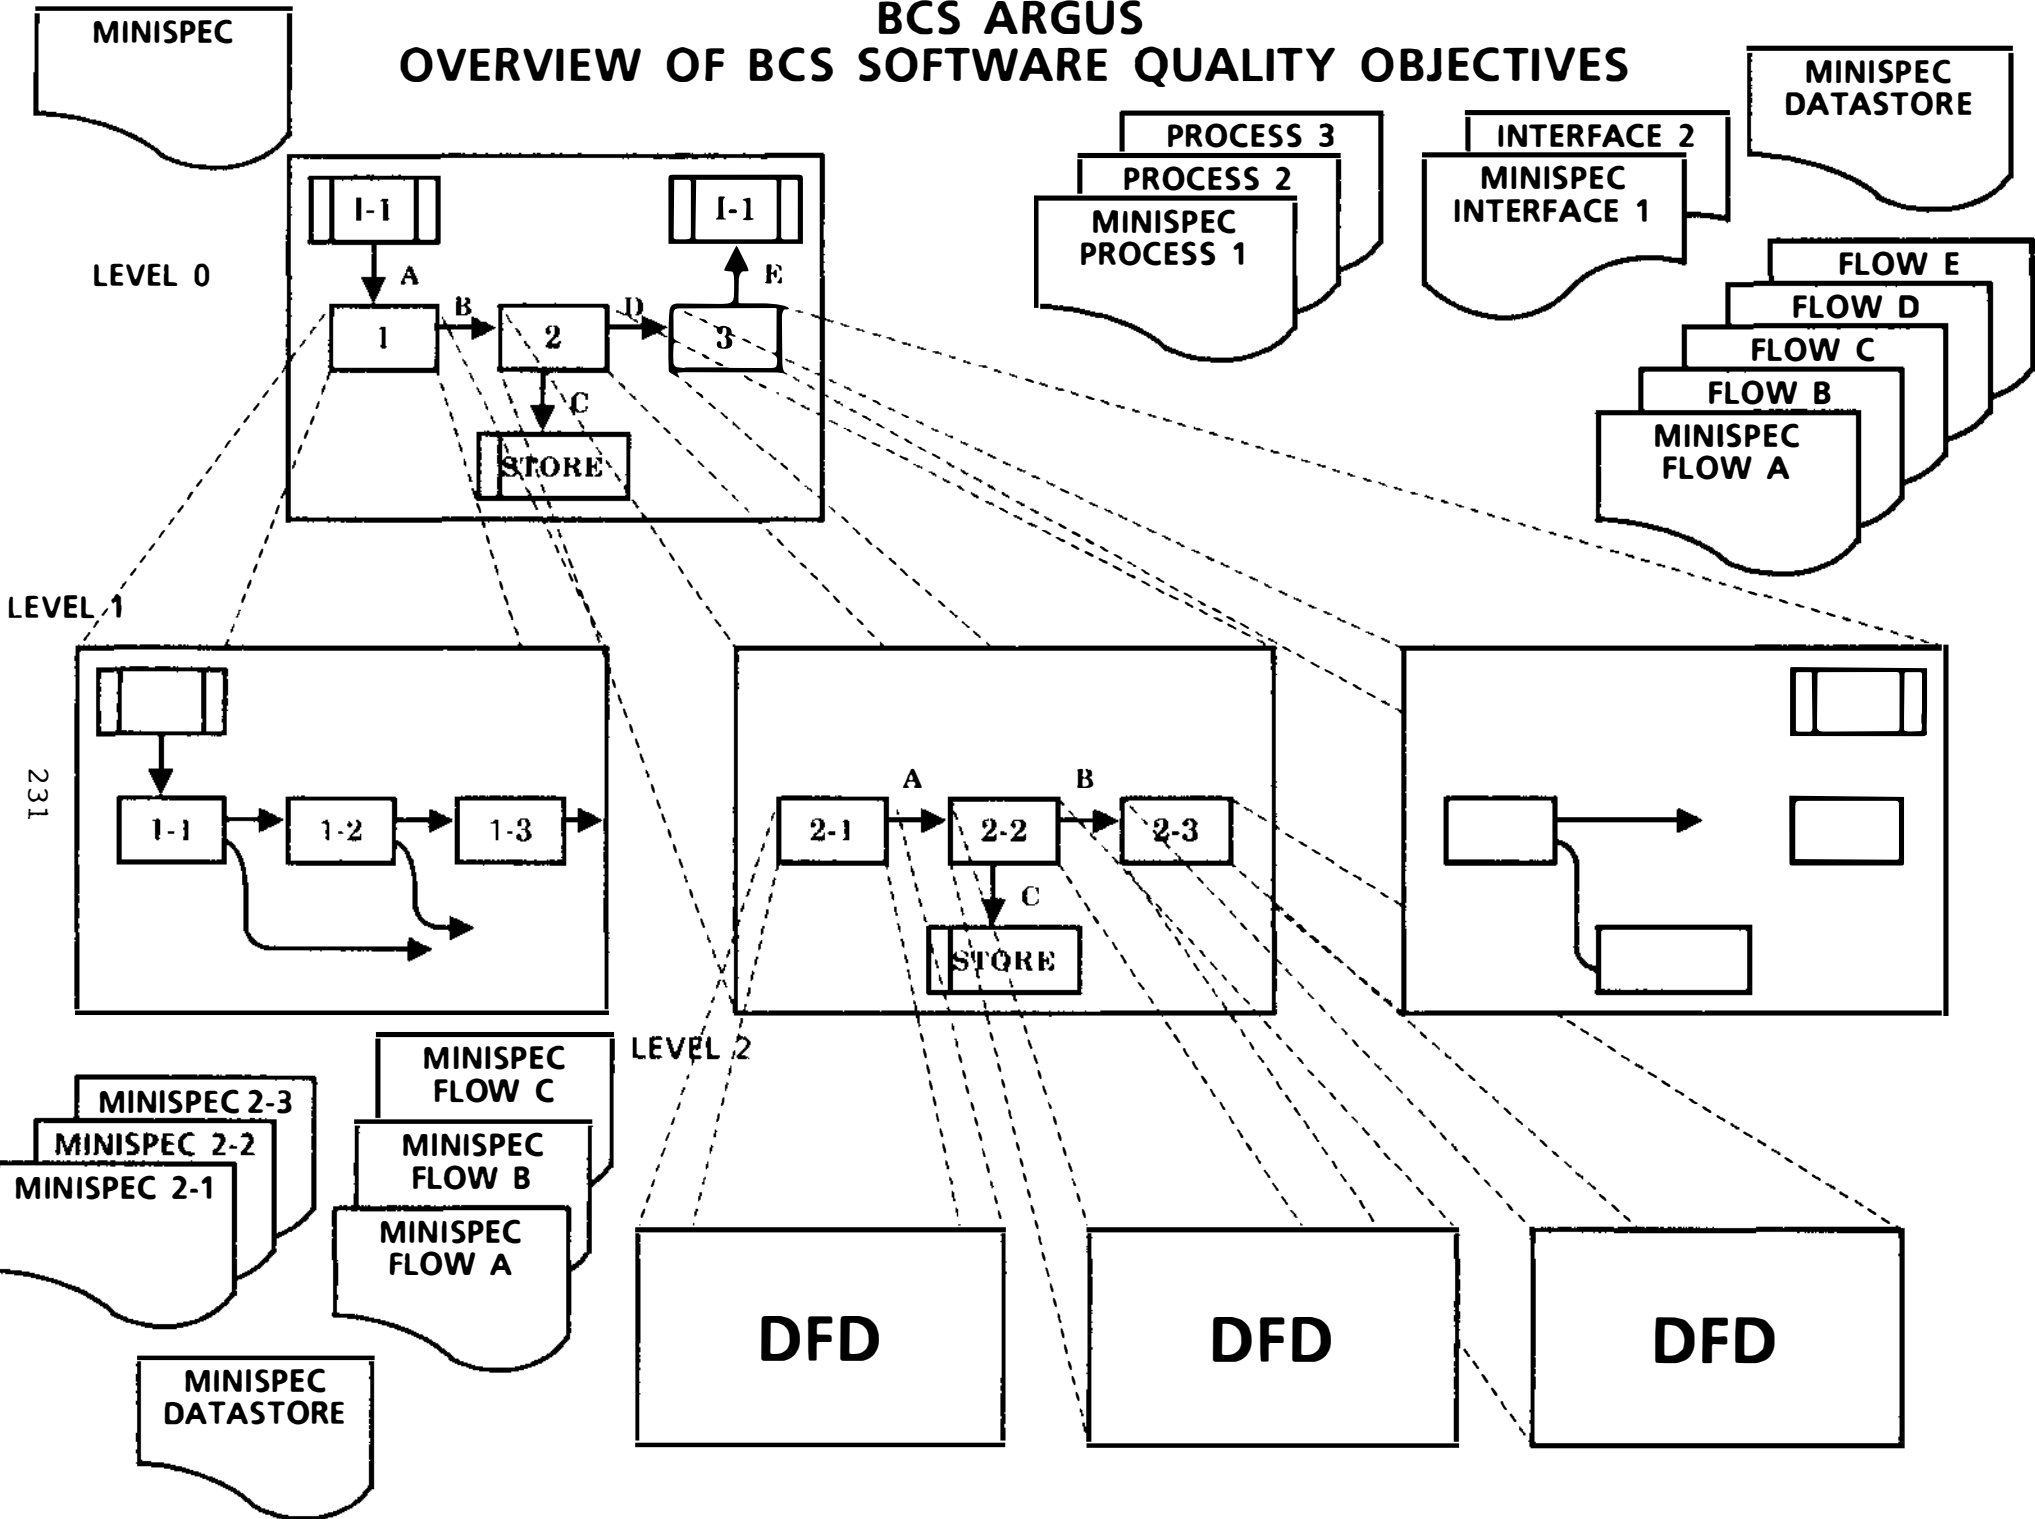 BCS ARGUS
OVERVIEW OF BCS SOFTWARE QUALITY OBJECTIVES
MINISPEC
MINISPEC
DATASTORE
PROCESS 3
PROCESS 2
MINISPEC
PROCESS 1
INTERFACE 2
MINISPEC
INTERFACE 1
FLOW E
FLOW D
FLOW C
FLOW B
MINISPEC
FLOW A
LEVEL 0
I-1
I-1
A
E
B
D
1
2
3
C
STORE
LEVEL 1
1-1
1-2
1-3
A
B
2-1
2-2
2-3
C
STORE
231
LEVEL 2
MINISPEC 2-3
MINISPEC 2-2
MINISPEC 2-1
MINISPEC
FLOW C
MINISPEC
FLOW B
MINISPEC
FLOW A
MINISPEC
DATASTORE
DFD
DFD
DFD